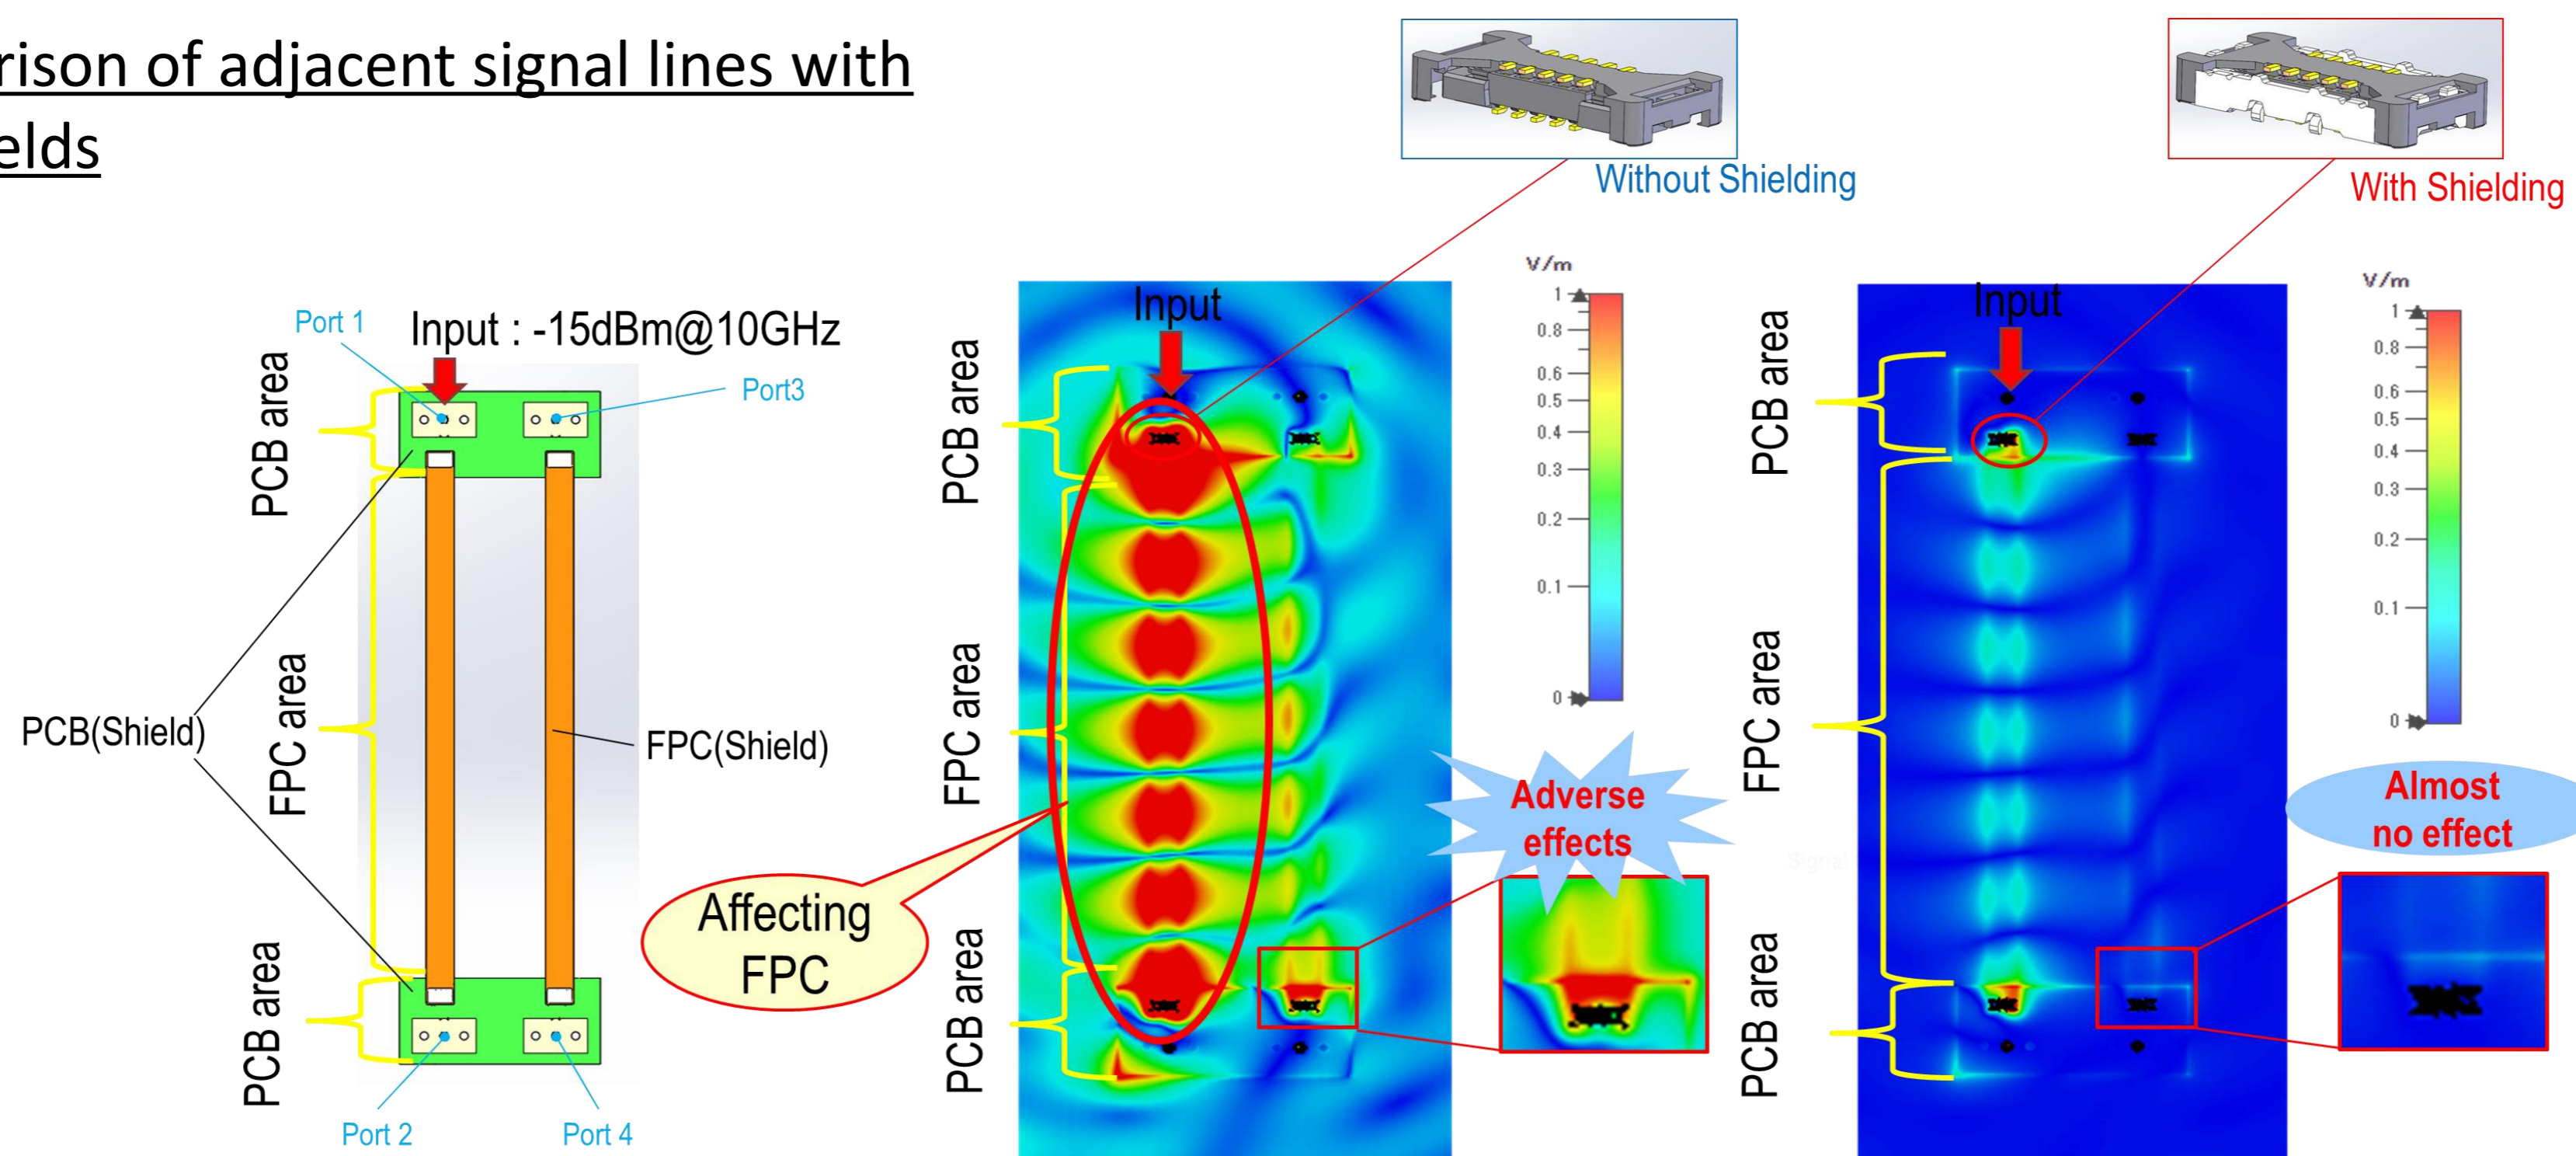 rison of adjacent signal lines with
elds
Without Shielding
With Shielding
Port 1
Input : -15dBm@10GHz
Port3
PCB area
FPC area
PCB area
PCB(Shield)
FPC(Shield)
Port 2
Port 4
Affecting
FPC
Input
PCB area
FPC area
PCB area
V/m
1
0.8
0.6
0.5
0.4
0.3
0.2
0.1
0
Adverse
effects
Input
PCB area
FPC area
PCB area
Signal
V/m
1
0.8
0.6
0.5
0.4
0.3
0.2
0.1
0
Almost
no effect